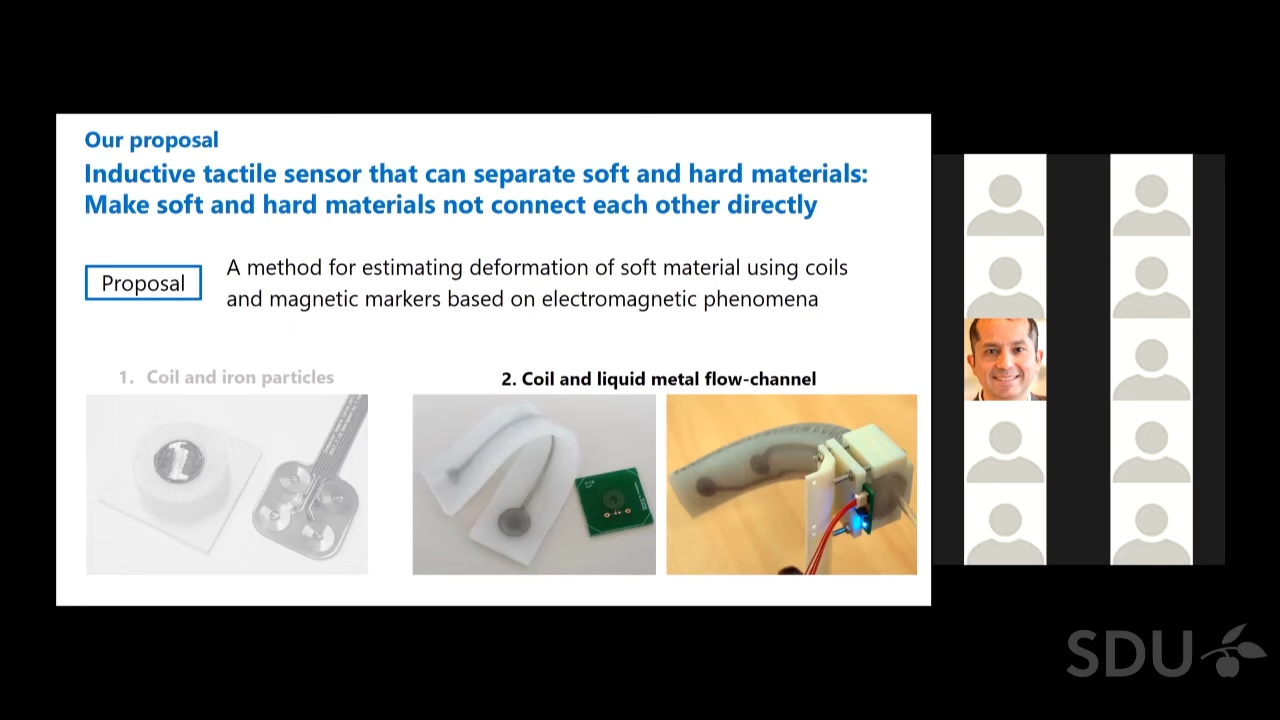 Our proposal
Inductive tactile sensor that can separate soft and hard materials:
Make soft and hard materials not connect each other directly
Proposal
A method for estimating deformation of soft material using coils
and magnetic markers based on electromagnetic phenomena
1. Coil and iron particles
2. Coil and liquid metal flow-channel
SDU